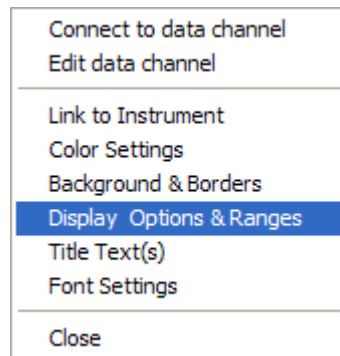 Connect to data channel
Edit data channel
Link to Instrument
Color Settings
Background & Borders
Display  Options & Ranges
Title Text(s)
Font Settings
Close